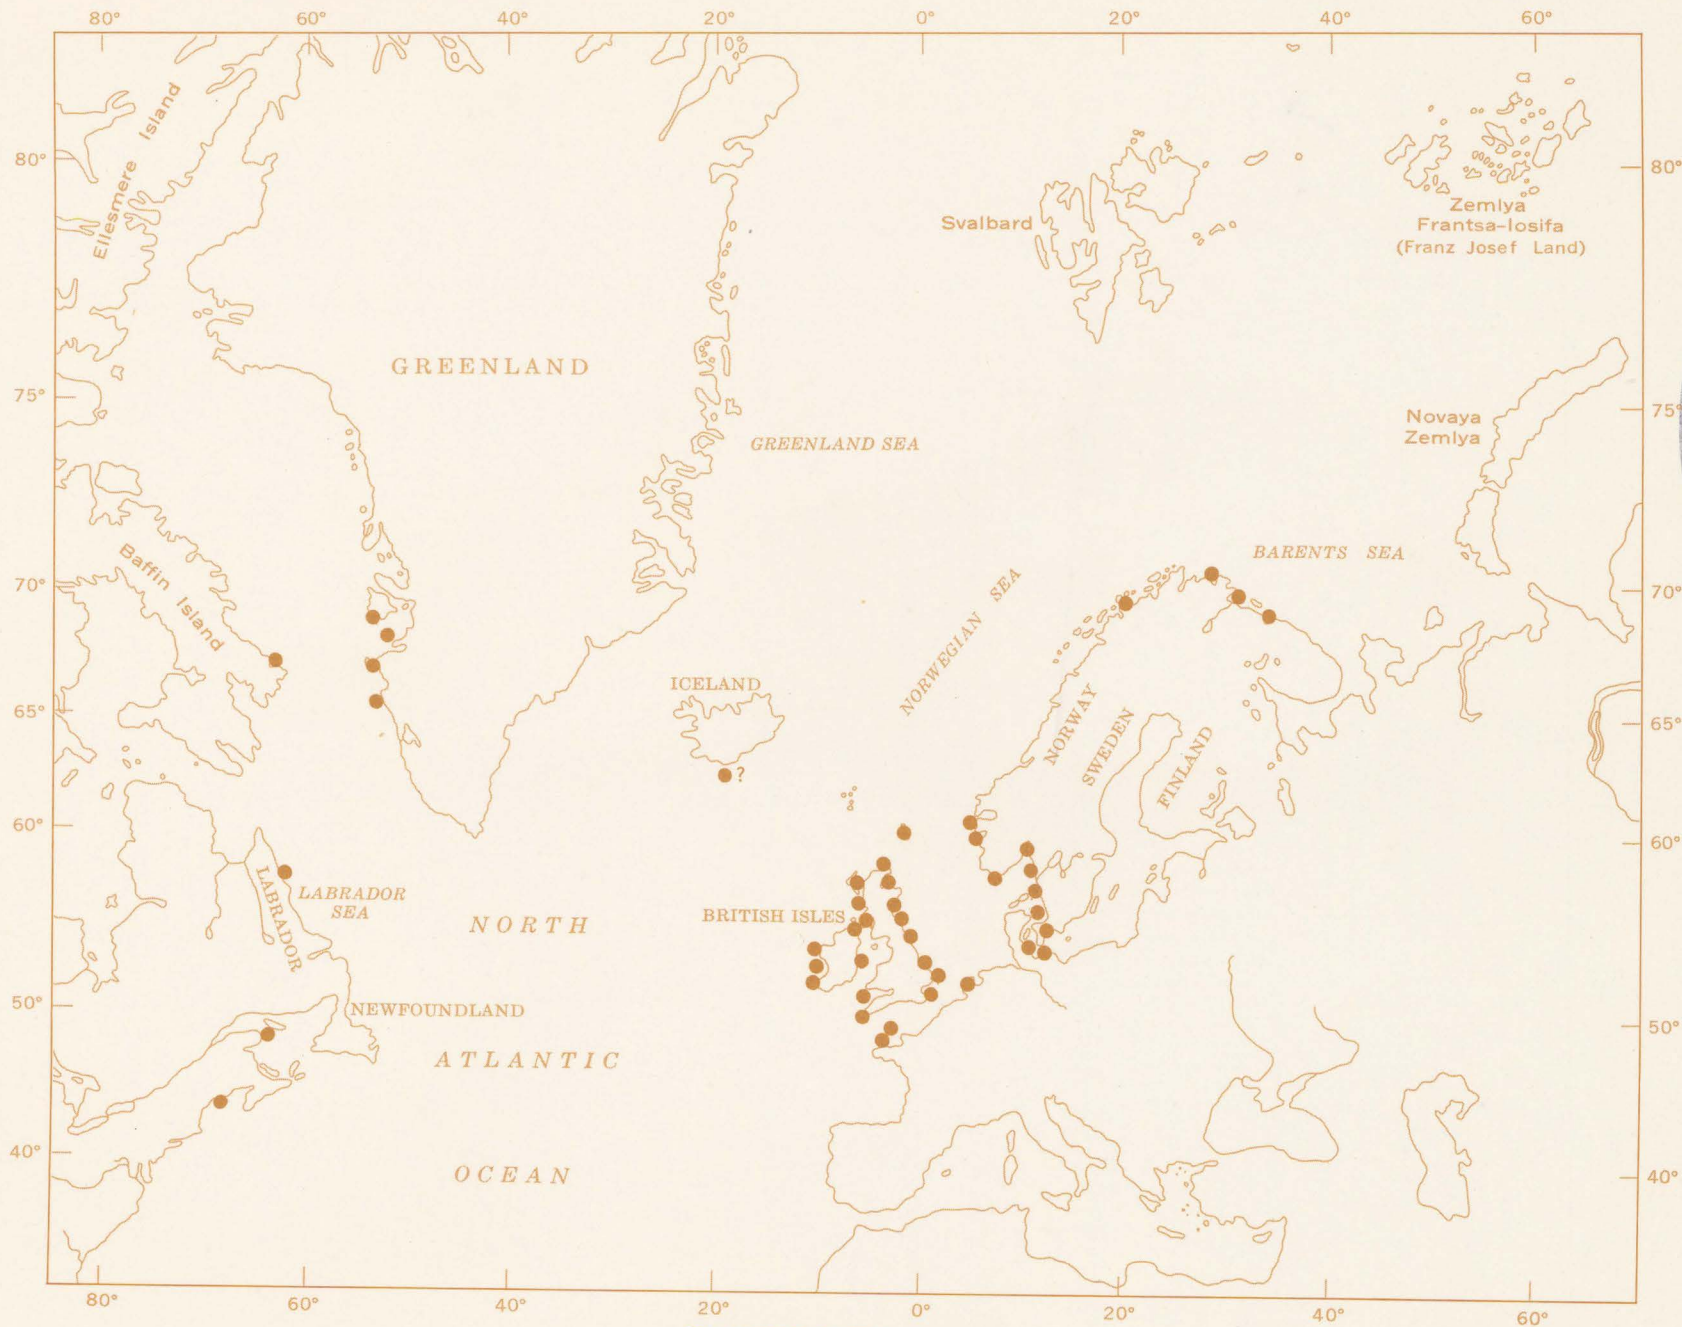 80° 60° 40° 20° 0° 20° 40° 60°
Ellesmere Island
80°
80°
Svalbard
Zemlya
Frantsa-Iosifa
(Franz Josef Land)
GREENLAND
75°
75°
Novaya
Zemlya
GREENLAND SEA
Baffin Island
BARENTS SEA
70°
70°
NORWEGIAN SEA
ICELAND
65°
65°
NORWAY
SWEDEN
FINLAND
?
60°
60°
LABRADOR
LABRADOR
SEA
NORTH
BRITISH ISLES
50°
NEWFOUNDLAND
50°
ATLANTIC
40°
OCEAN
40°
80° 60° 40° 20° 0° 20° 40° 60°